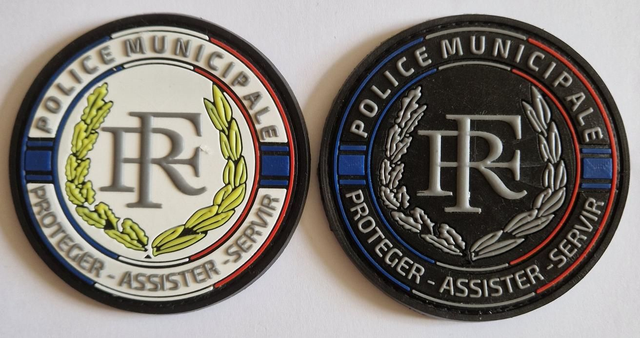 POLICE MUNICIPALE
RF
PROTEGER - ASSISTER - SERVIR
POLICE MUNICIPALE
RF
PROTEGER - ASSISTER - SERVIR